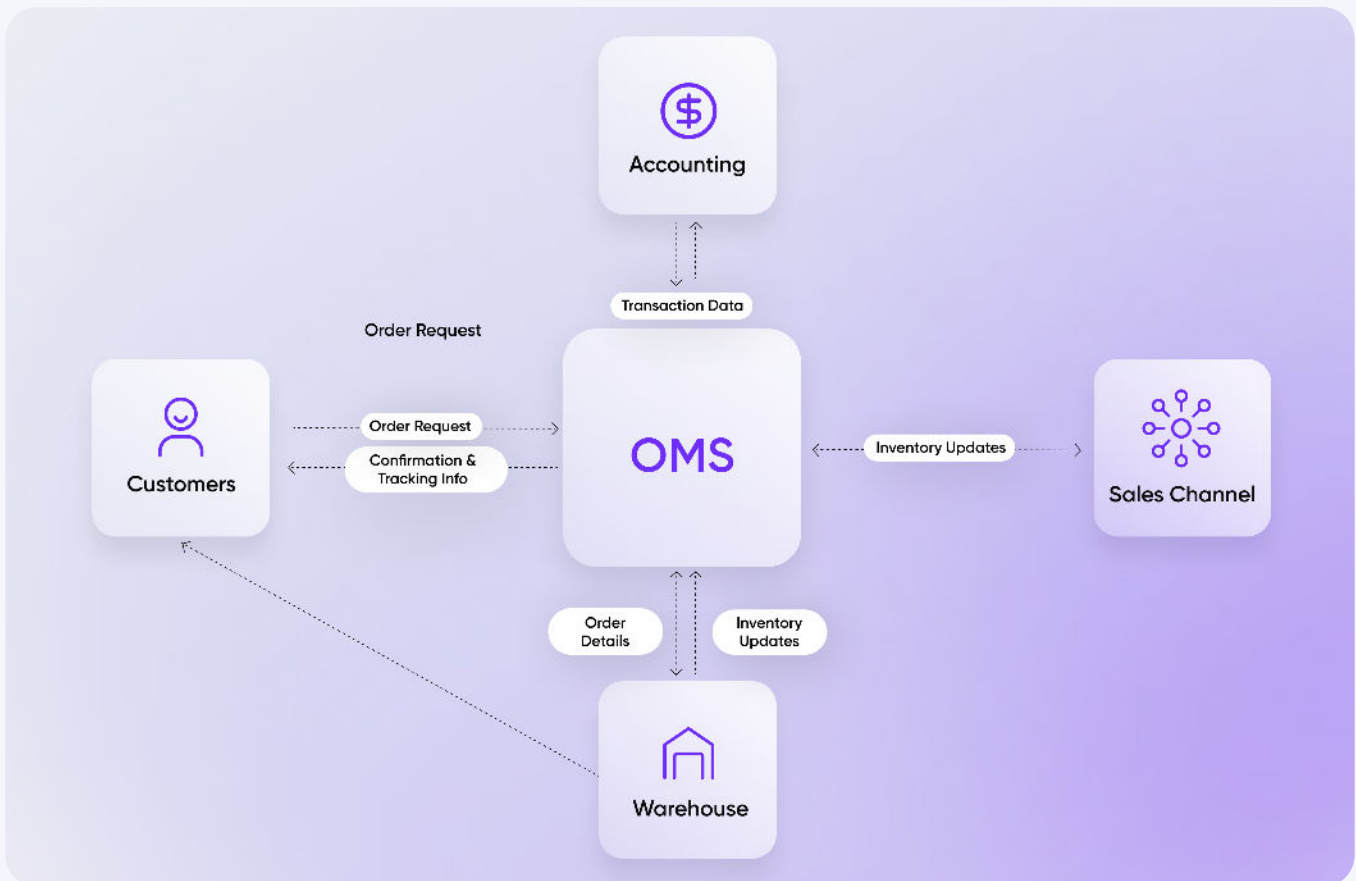 Accounting
Transaction Data
Order Request
Customers
Order Request
Confirmation &
Tracking Info
OMS
Inventory Updates
Sales Channel
Order
Details
Inventory
Updates
Warehouse